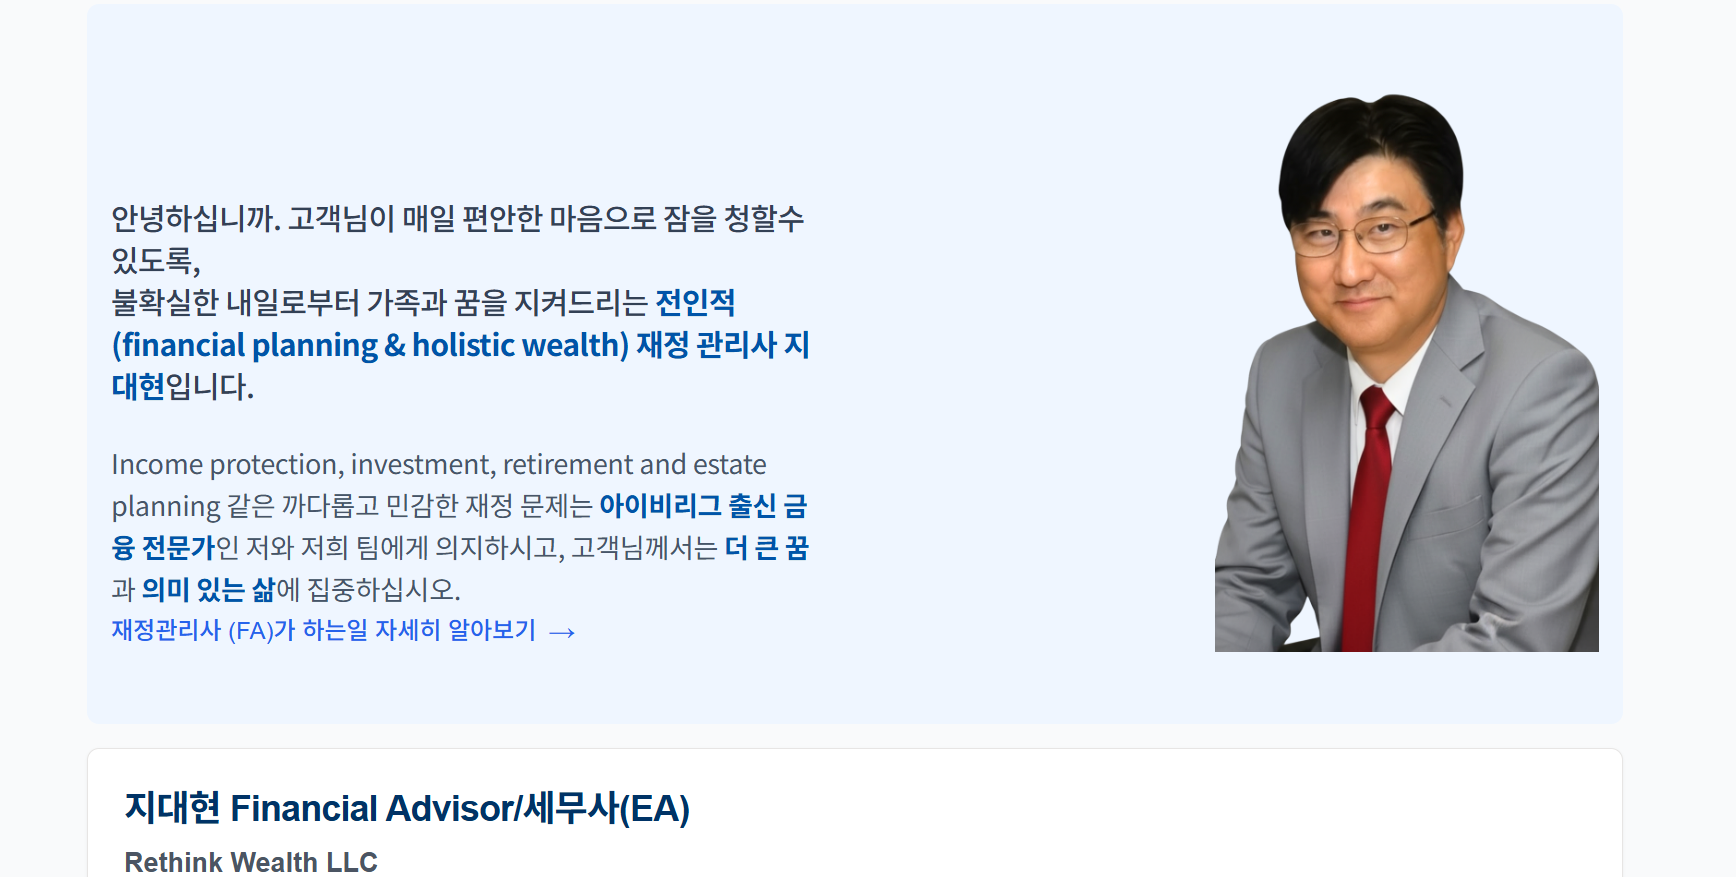 안녕하십니까. 고객님이 매일 편안한 마음으로 잠을 청할수
있도록,
불확실한 내일로부터 가족과 꿈을 지켜드리는 전인적
(financial planning & holistic wealth) 재정 관리사 지
대현입니다.
Income protection, investment, retirement and estate
planning 같은 까다롭고 민감한 재정 문제는 아이비리그 출신 금
융 전문가인 저와 저희 팀에게 의지하시고, 고객님께서는 더 큰 꿈
과 의미 있는 삶에 집중하십시오.
재정관리사 (FA)가 하는일 자세히 알아보기 →
지대현 Financial Advisor/세무사(EA)
Rethink Wealth LLC